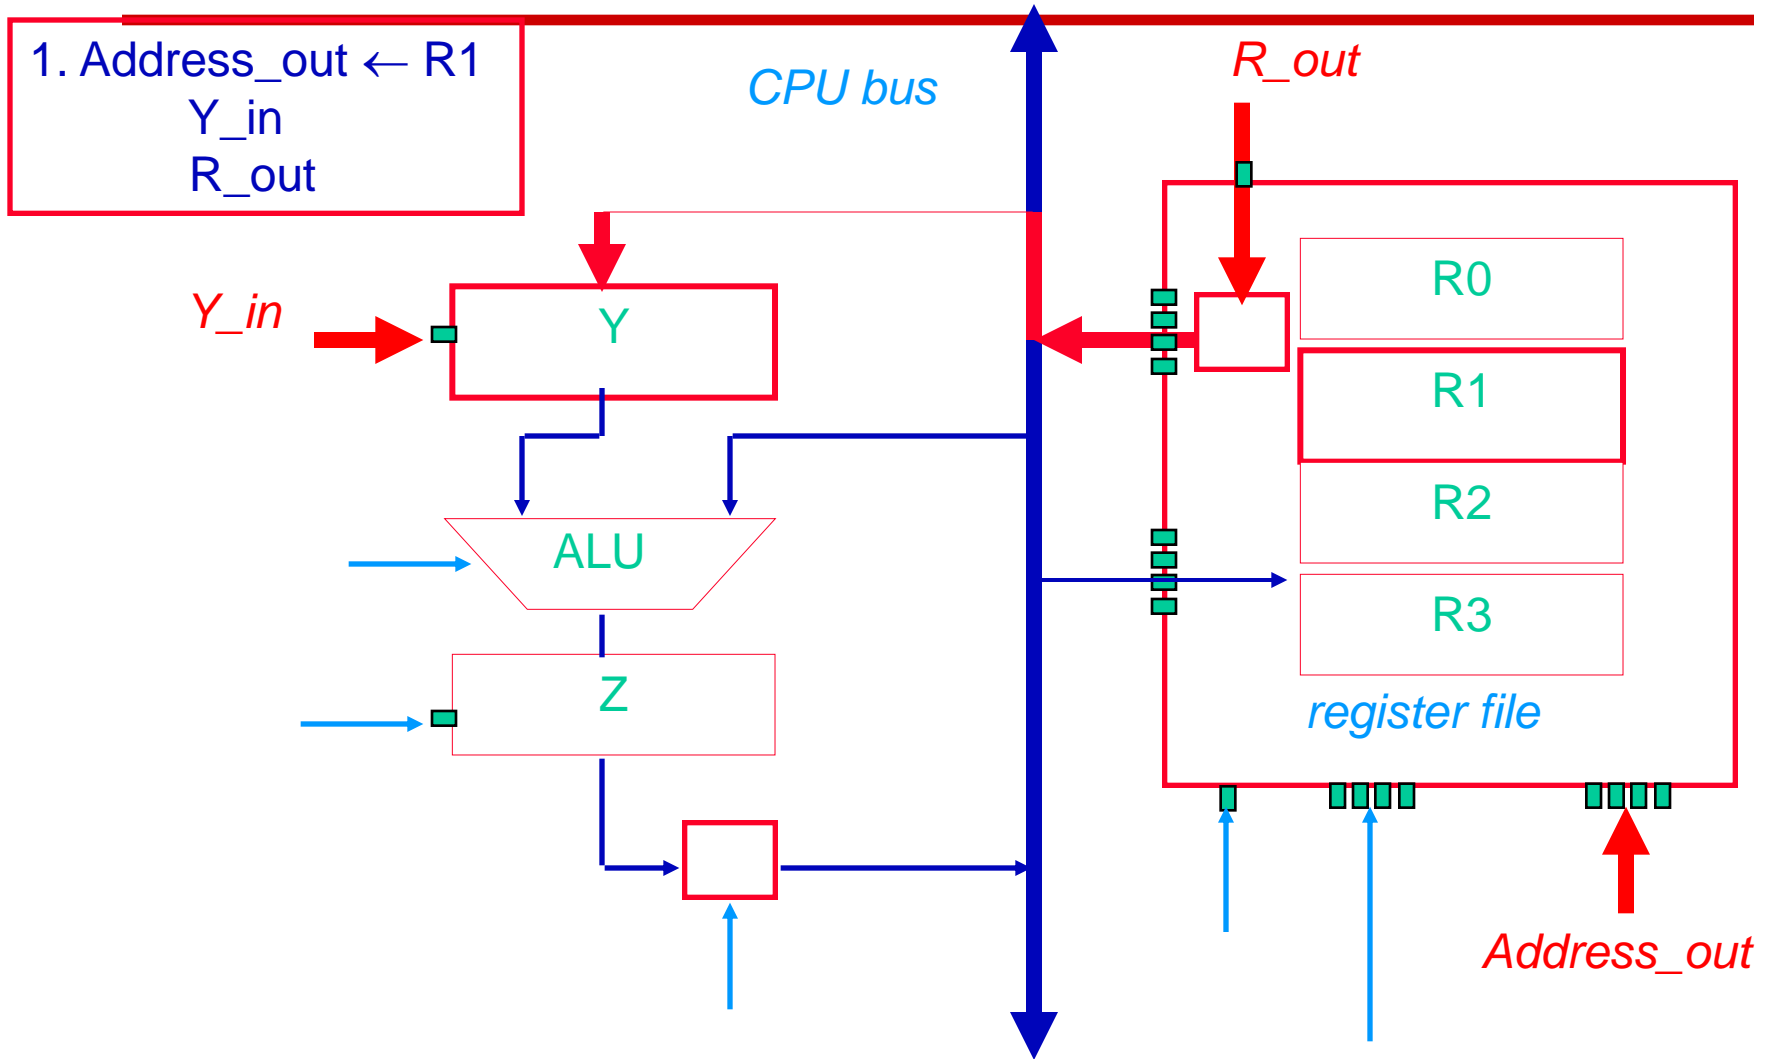 1. Address_out ← R1
Y_in
R_out
CPU bus
R_out
Y_in
Y
R0
R1
R2
R3
ALU
Z
register file
Address_out